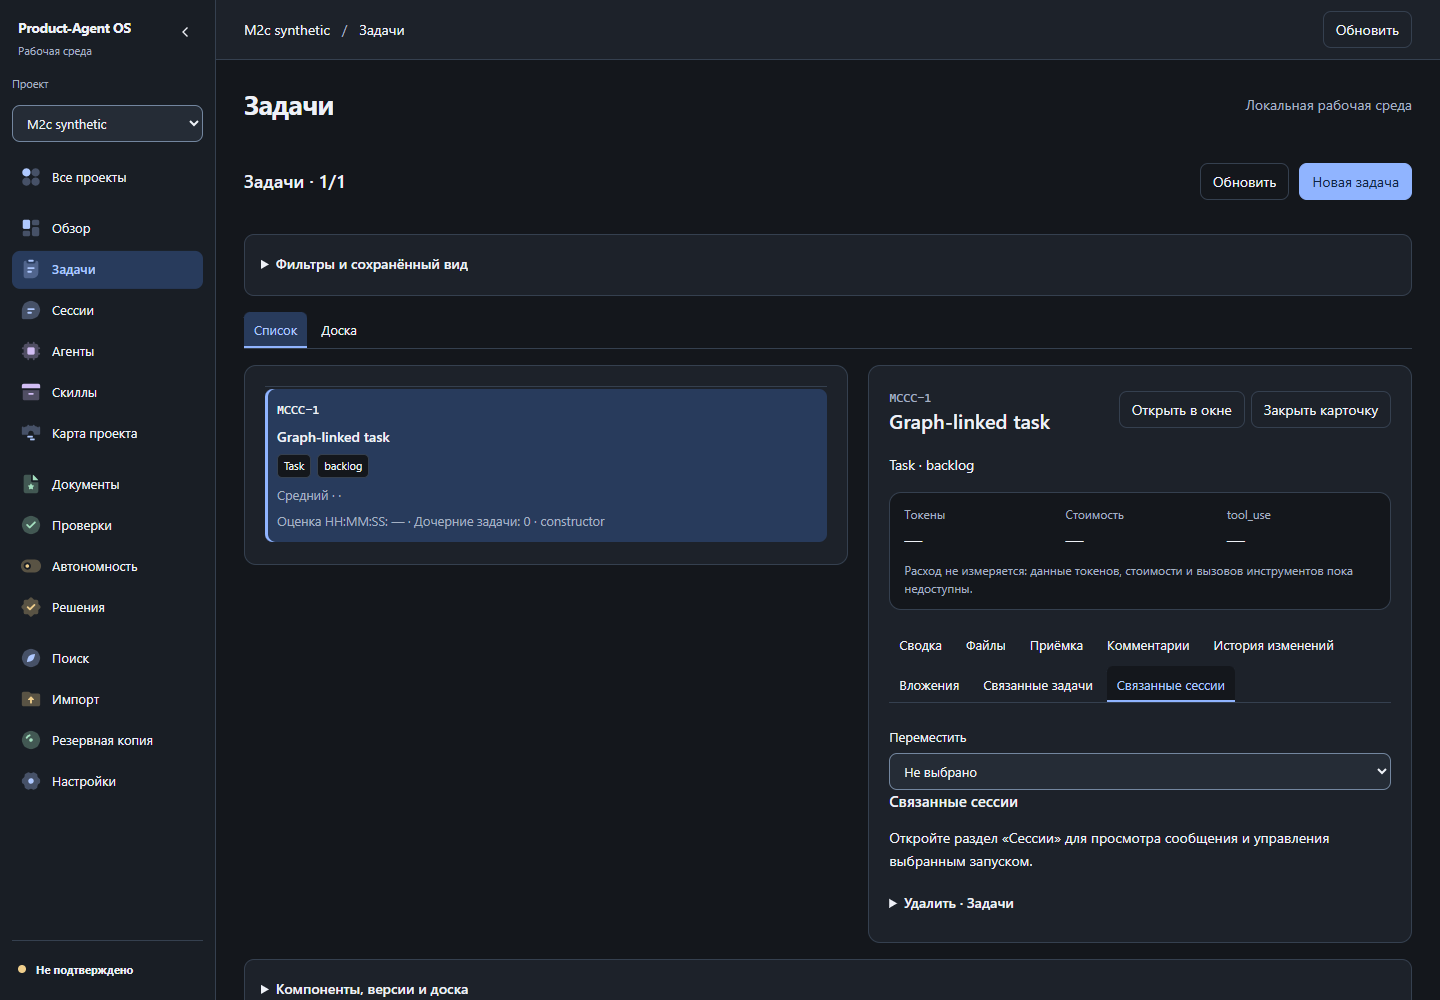 Product-Agent OS
Рабочая среда
Проект
M2c synthetic
Все проекты
Обзор
Задачи
Сессии
Агенты
Скиллы
Карта проекта
Документы
Проверки
Автономность
Решения
Поиск
Импорт
Резервная копия
Настройки
Не подтверждено
M2c synthetic / Задачи
Обновить
Задачи
Локальная рабочая среда
Задачи · 1/1
Обновить
Новая задача
Фильтры и сохранённый вид
Список
Доска
MCCC-1
Graph-linked task
Task
backlog
Средний · ·
Оценка HH:MM:SS: — · Дочерние задачи: 0 · constructor
MCCC-1
Graph-linked task
Открыть в окне
Закрыть карточку
Task · backlog
Токены
Стоимость
tool_use
—
—
—
Расход не измеряется: данные токенов, стоимости и вызовов инструментов пока
недоступны.
Сводка
Файлы
Приёмка
Комментарии
История изменений
Вложения
Связанные задачи
Связанные сессии
Переместить
Не выбрано
Связанные сессии
Откройте раздел «Сессии» для просмотра сообщения и управления
выбранным запуском.
Удалить · Задачи
Компоненты, версии и доска